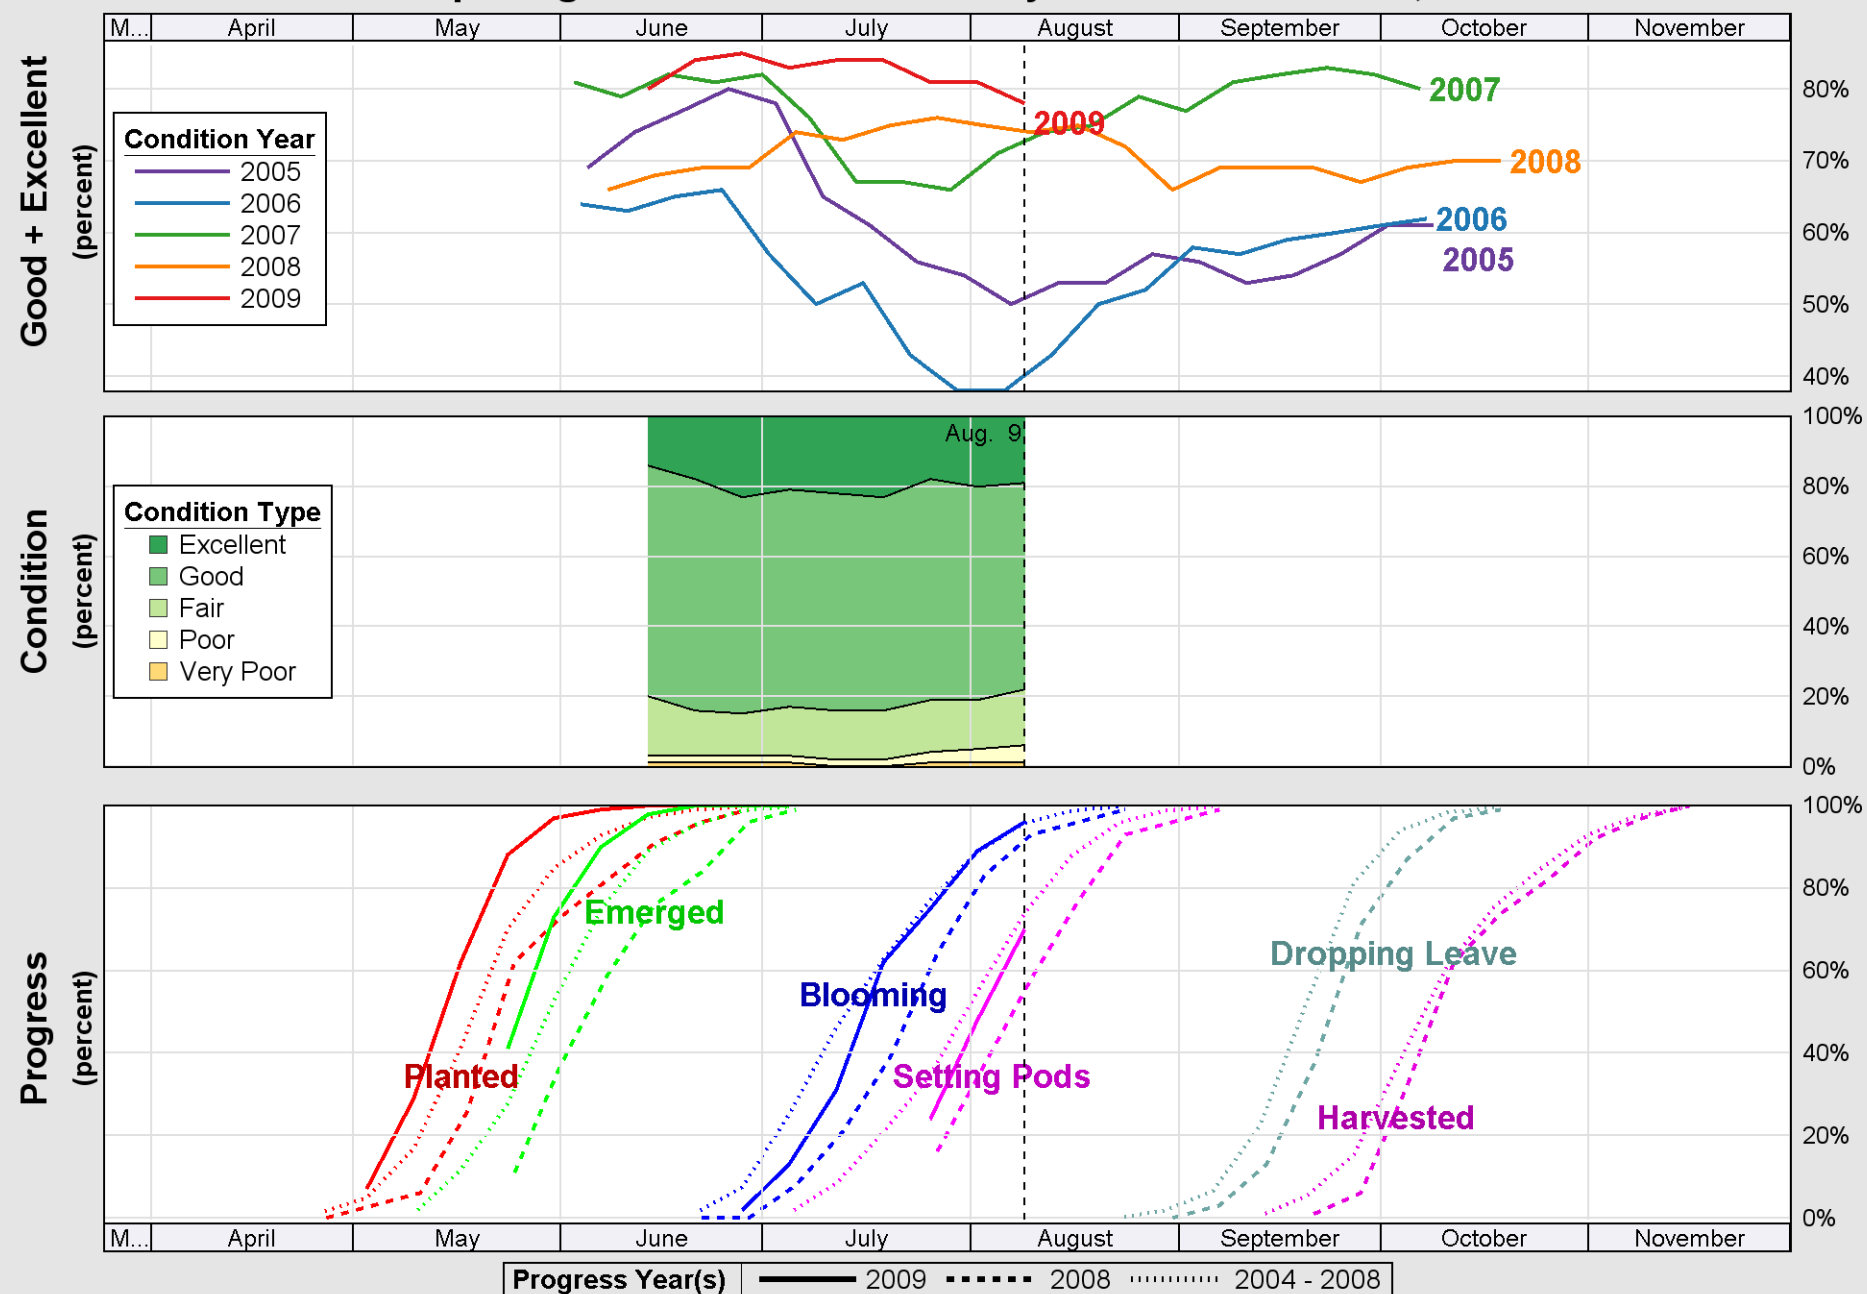 M... April May June July August September October November
Good + Excellent
(percent)
Condition Year
2005
2006
2007
2008
2009
2007
2009
2008
2006
2005
80%
70%
60%
50%
40%
Condition
(percent)
Aug. 9
Condition Type
Excellent
Good
Fair
Poor
Very Poor
100%
80%
60%
40%
20%
0%
Progress
(percent)
Emerged
Dropping Leave
Blooming
Planted
Setting Pods
Harvested
100%
80%
60%
40%
20%
0%
M... April May June July August September October November
Progress Year(s) 2009 2008 2004 - 2008